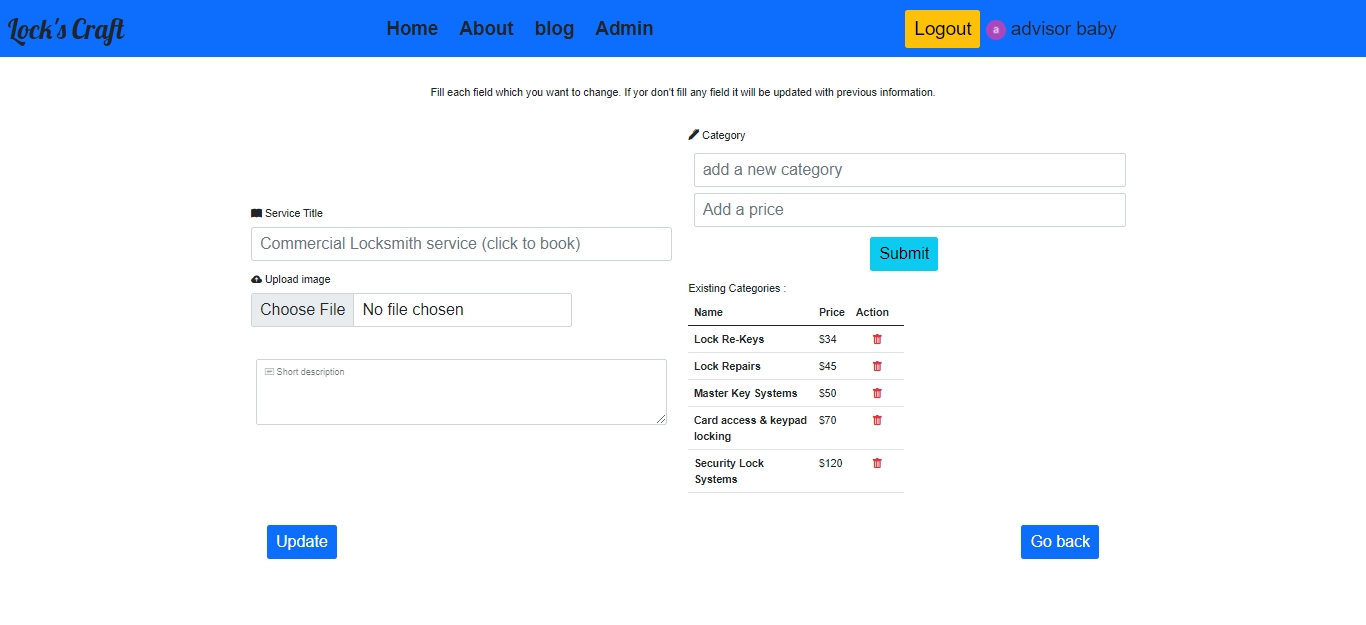 Lock's Craft
Home About blog Admin
Logout a advisor baby
Fill each field which you want to change. If yor don't fill any field it will be updated with previous information.
Category
add a new category
Add a price
Submit
Service Title
Commercial Locksmith service (click to book)
Upload image
Choose File No file chosen
Short description
Existing Categories :
Name Price Action
Lock Re-Keys $34
Lock Repairs $45
Master Key Systems $50
Card access & keypad $70
locking
Security Lock $120
Systems
Update
Go back